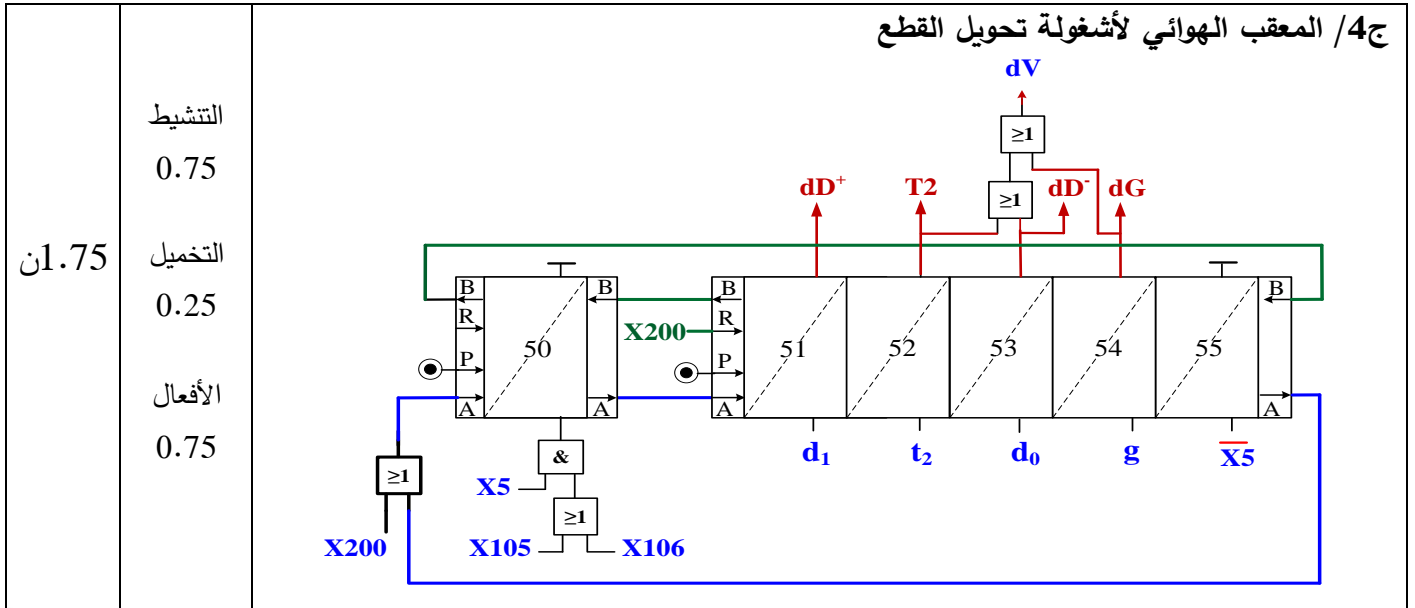 ج4/ المعقب الهوائي لأشغولة تحويل القطع
dV
≥1
≥1
dD⁺ T2 dD⁻ dG
B B B B
R X200 R
50 51 52 53 54 55
P P
A A A A
& d₁ t₂ d₀ g X̅5̅
≥1 X5
≥1
X200 X105 X106
التنشيط
0.75
التخميل
0.25
الأفعال
0.75
1.75ن